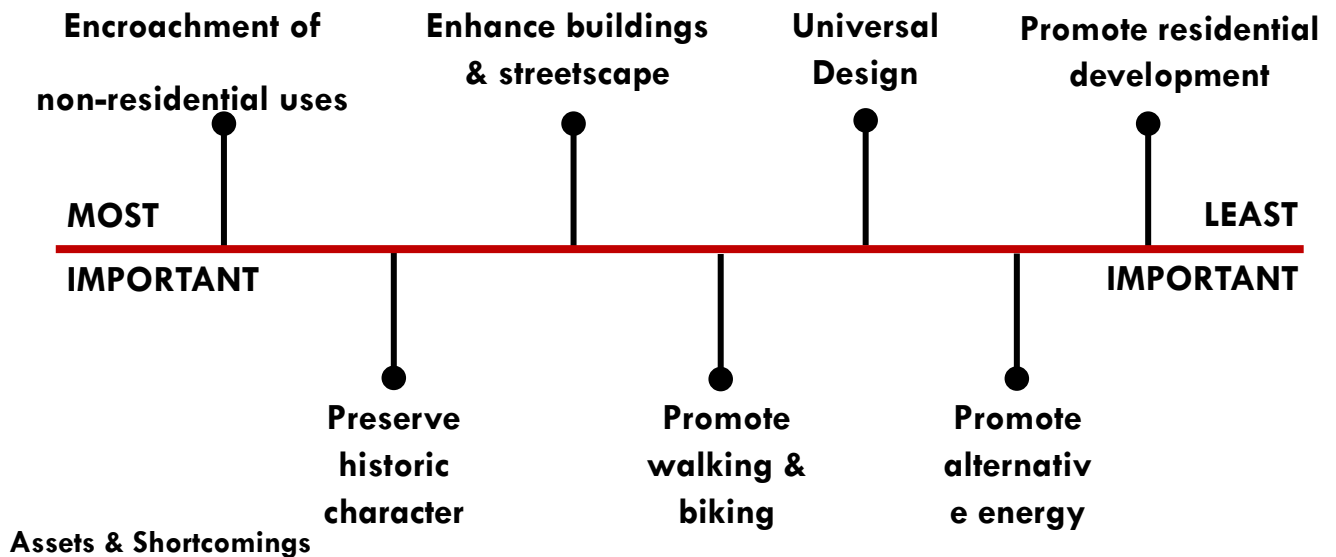 Encroachment of
non-residential uses
Enhance buildings
& streetscape
Universal
Design
Promote residential
development
MOST
IMPORTANT
LEAST
IMPORTANT
Preserve
historic
character
Promote
walking &
biking
Promote
alternativ
e energy
Assets & Shortcomings